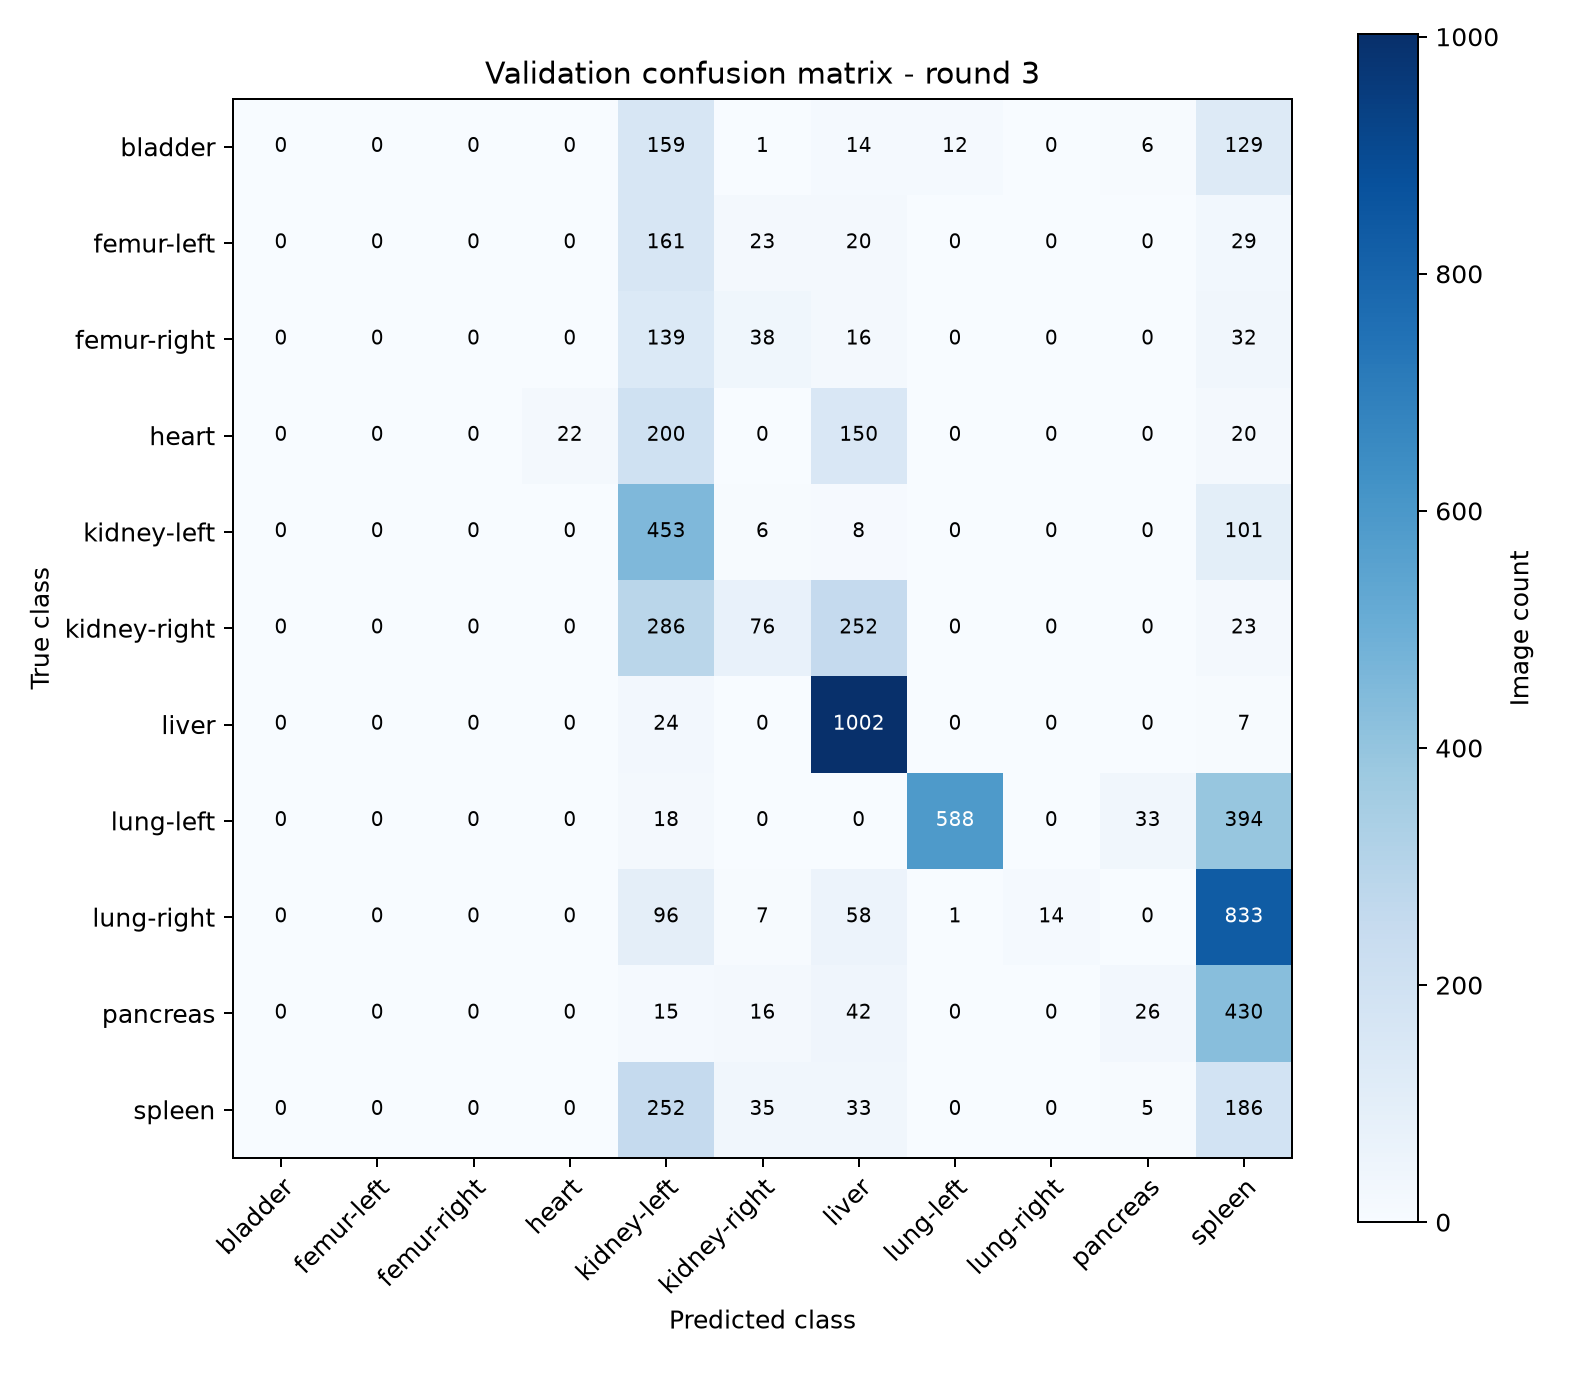 Validation confusion matrix - round 3
bladder 0 0 0 0 159 1 14 12 0 6 129
femur-left 0 0 0 0 161 23 20 0 0 0 29
femur-right 0 0 0 0 139 38 16 0 0 0 32
heart 0 0 0 22 200 0 150 0 0 0 20
kidney-left 0 0 0 0 453 6 8 0 0 0 101
kidney-right 0 0 0 0 286 76 252 0 0 0 23
liver 0 0 0 0 24 0 1002 0 0 0 7
lung-left 0 0 0 0 18 0 0 588 0 33 394
lung-right 0 0 0 0 96 7 58 1 14 0 833
pancreas 0 0 0 0 15 16 42 0 0 26 430
spleen 0 0 0 0 252 35 33 0 0 5 186
bladder femur-left femur-right heart kidney-left kidney-right liver lung-left lung-right pancreas spleen
Predicted class
True class
1000
800
600
400
200
0
Image count